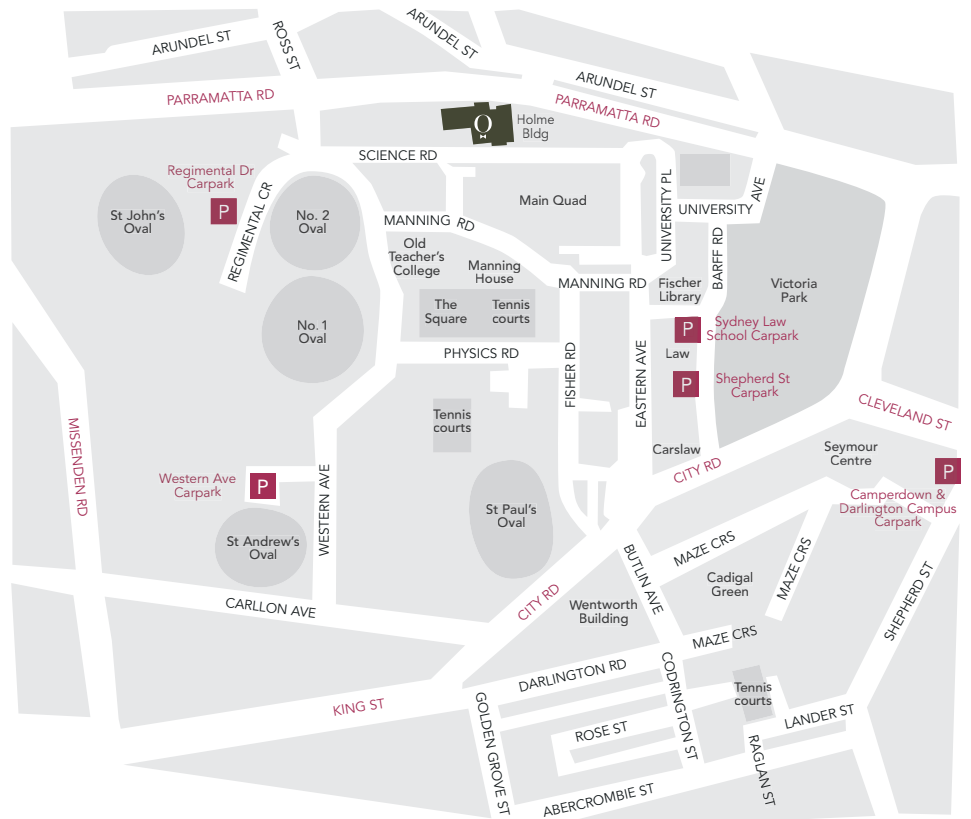 ARUNDEL ST
ROSS ST
ARUNDEL ST
ARUNDEL ST
PARRAMATTA RD
PARRAMATTA RD
Holme
Bldg
SCIENCE RD
Regimental Dr
Carpark
P
REGIMENTAL CR
St John's
Oval
No. 2
Oval
MANNING RD
Main Quad
UNIVERSITY PL
UNIVERSITY AVE
BARFF RD
Old
Teacher's
College
Manning
House
MANNING RD
Fischer
Library
Victoria
Park
The
Square
Tennis
courts
No. 1
Oval
P
Sydney Law
School Carpark
PHYSICS RD
FISHER RD
EASTERN AVE
Law
P
Shepherd St
Carpark
CLEVELAND ST
MISSENDEN RD
Tennis
courts
Carslaw
CITY RD
Seymour
Centre
P
Camperdown &
Darlington Campus
Carpark
Western Ave
Carpark
P
WESTERN AVE
St Andrew's
Oval
St Paul's
Oval
CITY RD
BUTLIN AVE
MAZE CRS
MAZE CRS
Cadigal
Green
SHEPHERD ST
CARLLON AVE
Wentworth
Building
MAZE CRS
DARLINGTON RD
CODRINGTON ST
Tennis
courts
KING ST
GOLDEN GROVE ST
ROSE ST
LANDER ST
RAGLAN ST
ABERCROMBIE ST